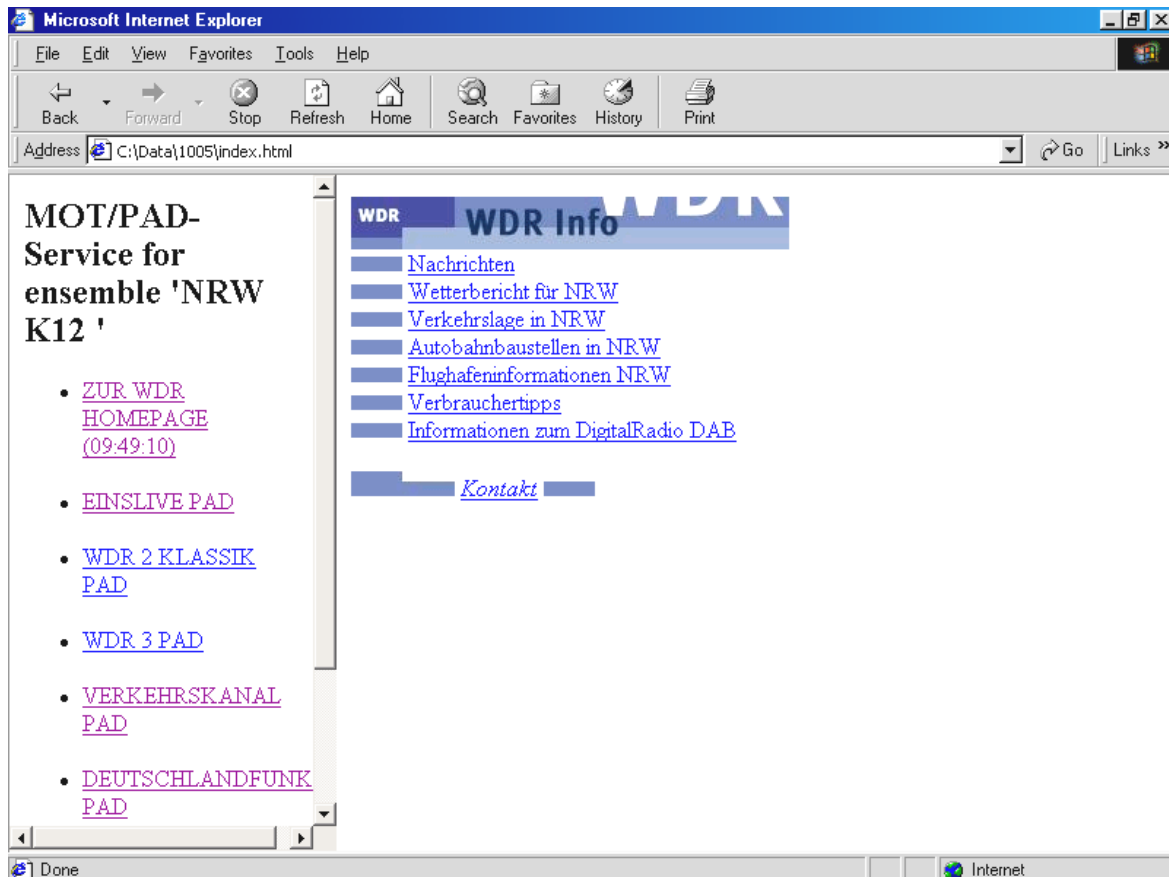 Microsoft Internet Explorer
File Edit View Favorites Tools Help
Back Forward Stop Refresh Home Search Favorites History Print
Address C:\Data\1005\index.html Go Links »
MOT/PAD-
Service for
ensemble 'NRW
K12 '
ZUR WDR
HOMEPAGE
(09:49:10)
EINSLIVE PAD
WDR 2 KLASSIK
PAD
WDR 3 PAD
VERKEHRSKANAL
PAD
DEUTSCHLANDFUNK
PAD
WDR
WDR
WDR Info
Nachrichten
Wetterbericht für NRW
Verkehrslage in NRW
Autobahnbaustellen in NRW
Flughafeninformationen NRW
Verbrauchertipps
Informationen zum DigitalRadio DAB
Kontakt
Done Internet